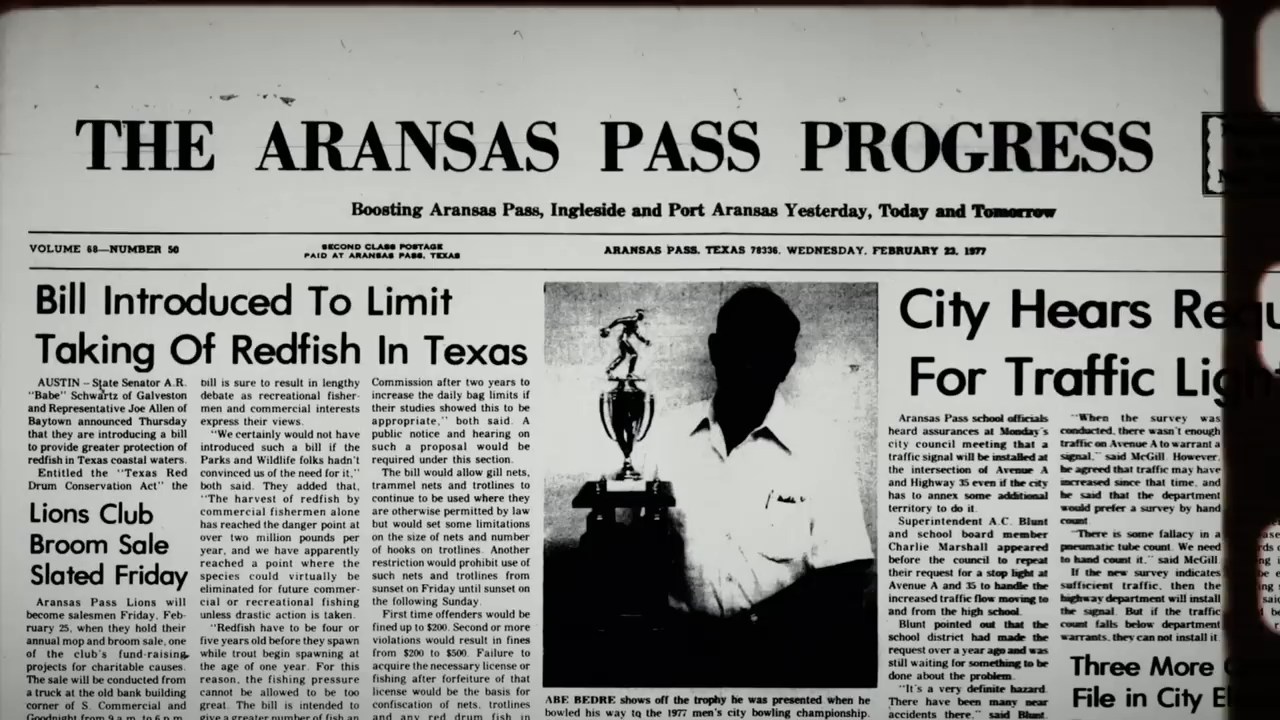 THE ARANSAS PASS PROGRESS
Boosting Aransas Pass, Ingleside and Port Aransas Yesterday, Today and Tomorrow
VOLUME 68—NUMBER 50
SECOND CLASS POSTAGE
PAID AT ARANSAS PASS, TEXAS
ARANSAS PASS, TEXAS 78336, WEDNESDAY, FEBRUARY 23, 1977
Bill Introduced To Limit
Taking Of Redfish In Texas
AUSTIN – State Senator A.R.
"Babe" Schwartz of Galveston
and Representative Joe Allen of
Baytown announced Thursday
that they are introducing a bill
to provide greater protection of
redfish in Texas coastal waters.
Entitled the "Texas Red
Drum Conservation Act" the
Lions Club
Broom Sale
Slated Friday
Aransas Pass Lions will
become salesmen Friday, Feb-
ruary 25, when they hold their
annual mop and broom sale, one
of the club's fund-raising
projects for charitable causes.
The sale will be conducted from
a truck at the old bank building
corner of S. Commercial and
Goodnight from 9 a.m. to 6 p.m.
bill is sure to result in lengthy
debate as recreational fisher-
men and commercial interests
express their views.
"We certainly would not have
introduced such a bill if the
Parks and Wildlife folks hadn't
convinced us of the need for it,"
both said. They added that,
"The harvest of redfish by
commercial fishermen alone
has reached the danger point at
over two million pounds per
year, and we have apparently
reached a point where the
species could virtually be
eliminated for future commer-
cial or recreational fishing
unless drastic action is taken.
"Redfish have to be four or
five years old before they spawn
while trout begin spawning at
the age of one year. For this
reason, the fishing pressure
cannot be allowed to be too
great. The bill is intended to
give a greater number of fish an
Commission after two years to
increase the daily bag limits if
their studies showed this to be
appropriate," both said. A
public notice and hearing on
such a proposal would be
required under this section.
The bill would allow gill nets,
trammel nets and trotlines to
continue to be used where they
are otherwise permitted by law
but would set some limitations
on the size of nets and number
of hooks on trotlines. Another
restriction would prohibit use of
such nets and trotlines from
sunset on Friday until sunset on
the following Sunday.
First time offenders would be
fined up to $200. Second or more
violations would result in fines
from $200 to $500. Failure to
acquire the necessary license or
fishing after forfeiture of that
license would be the basis for
confiscation of nets, trotlines
and any red drum fish in
ABE BEDRE shows off the trophy he was presented when he
bowled his way to the 1977 men's city bowling championship.
City Hears Requ
For Traffic Light
Aransas Pass school officials
heard assurances at Monday's
city council meeting that a
traffic signal will be installed at
the intersection of Avenue A
and Highway 35 even if the city
has to annex some additional
territory to do it.
Superintendent A.C. Blunt
and school board member
Charlie Marshall appeared
before the council to repeat
their request for a stop light at
Avenue A and 35 to handle the
increased traffic flow moving to
and from the high school.
Blunt pointed out that the
school district had made the
request over a year ago and was
still waiting for something to be
done about the problem.
"It's a very definite hazard.
There have been many near
accidents there," said Blunt.
"When the survey was
conducted, there wasn't enough
traffic on Avenue A to warrant a
signal," said McGill. However,
he agreed that traffic may have
increased since that time, and
he said that the department
would prefer a survey by hand
count.
"There is some fallacy in a
pneumatic tube count. We need
to hand count it," said McGill.
If the new survey indicates
sufficient traffic, then the
highway department will install
the signal. But if the traffic
count falls below department
warrants, they can not install it.
Three More
File in City E